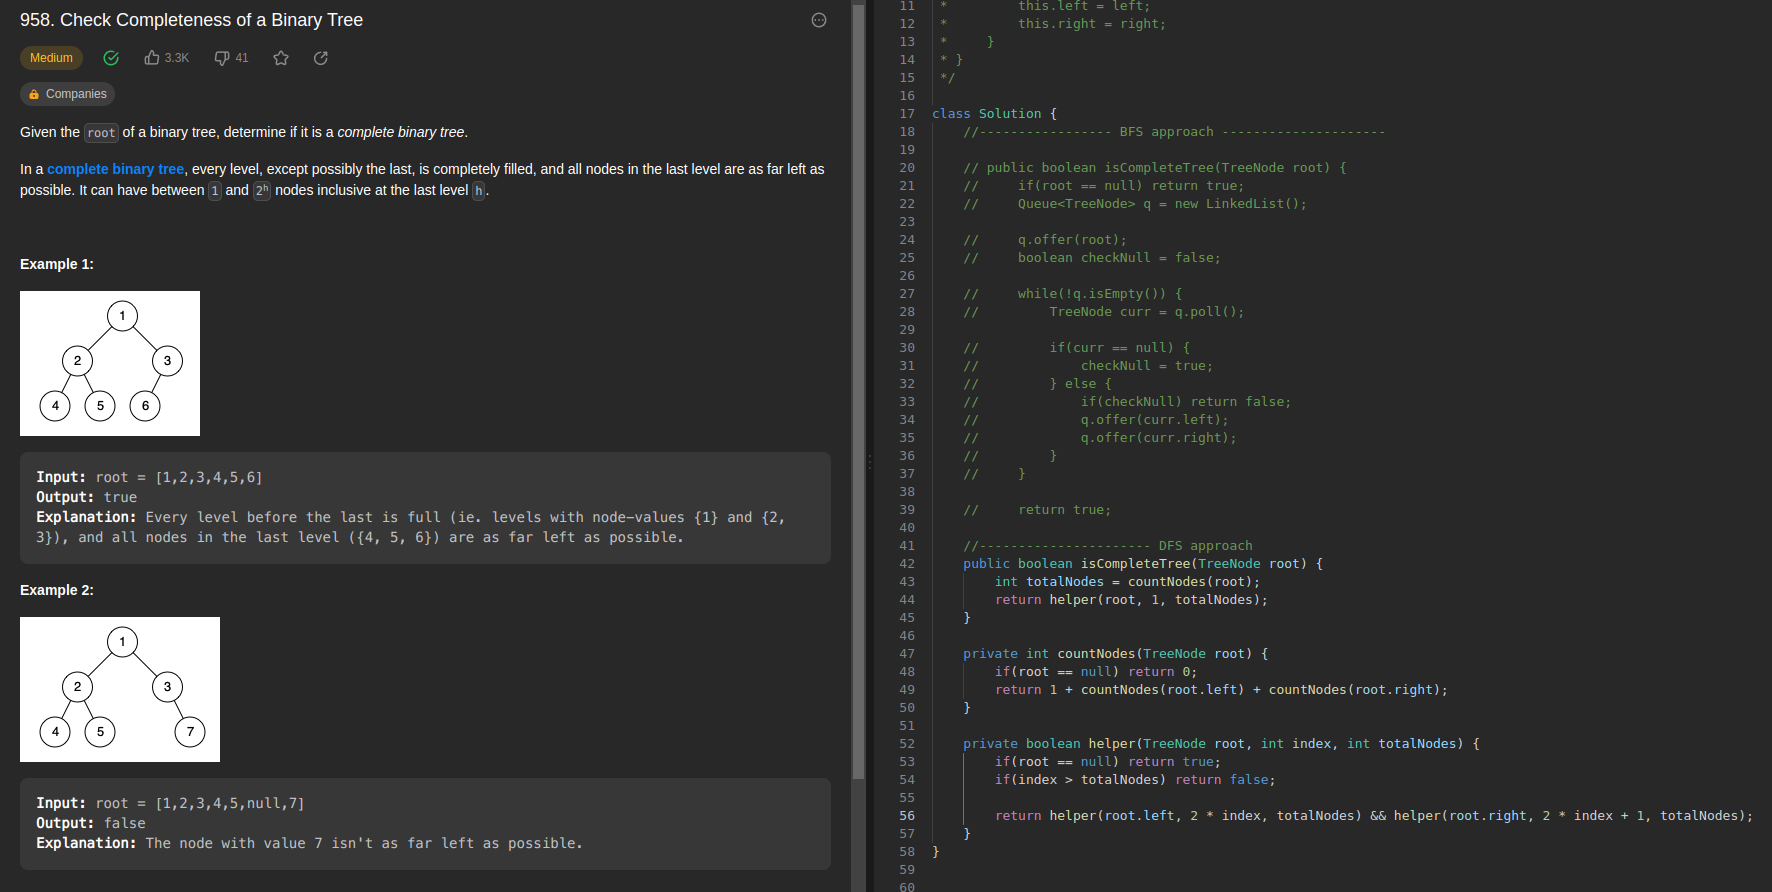 958. Check Completeness of a Binary Tree
Medium 3.3K 41
Companies
Given the root of a binary tree, determine if it is a complete binary tree.
In a complete binary tree, every level, except possibly the last, is completely filled, and all nodes in the last level are as far left as
possible. It can have between 1 and 2h nodes inclusive at the last level h.
Example 1:
1
2 3
4 5 6
Input: root = [1,2,3,4,5,6]
Output: true
Explanation: Every level before the last is full (ie. levels with node-values {1} and {2,
3}), and all nodes in the last level ({4, 5, 6}) are as far left as possible.
Example 2:
1
2 3
4 5 7
Input: root = [1,2,3,4,5,null,7]
Output: false
Explanation: The node with value 7 isn't as far left as possible.
11 * this.left = left;
12 * this.right = right;
13 * }
14 * }
15 */
16
17 class Solution {
18 //----------------- BFS approach ---------------------
19
20 // public boolean isCompleteTree(TreeNode root) {
21 // if(root == null) return true;
22 // Queue<TreeNode> q = new LinkedList();
23
24 // q.offer(root);
25 // boolean checkNull = false;
26
27 // while(!q.isEmpty()) {
28 // TreeNode curr = q.poll();
29
30 // if(curr == null) {
31 // checkNull = true;
32 // } else {
33 // if(checkNull) return false;
34 // q.offer(curr.left);
35 // q.offer(curr.right);
36 // }
37 // }
38
39 // return true;
40
41 //---------------------- DFS approach
42 public boolean isCompleteTree(TreeNode root) {
43 int totalNodes = countNodes(root);
44 return helper(root, 1, totalNodes);
45 }
46
47 private int countNodes(TreeNode root) {
48 if(root == null) return 0;
49 return 1 + countNodes(root.left) + countNodes(root.right);
50 }
51
52 private boolean helper(TreeNode root, int index, int totalNodes) {
53 if(root == null) return true;
54 if(index > totalNodes) return false;
55
56 return helper(root.left, 2 * index, totalNodes) && helper(root.right, 2 * index + 1, totalNodes);
57 }
58 }
59
60